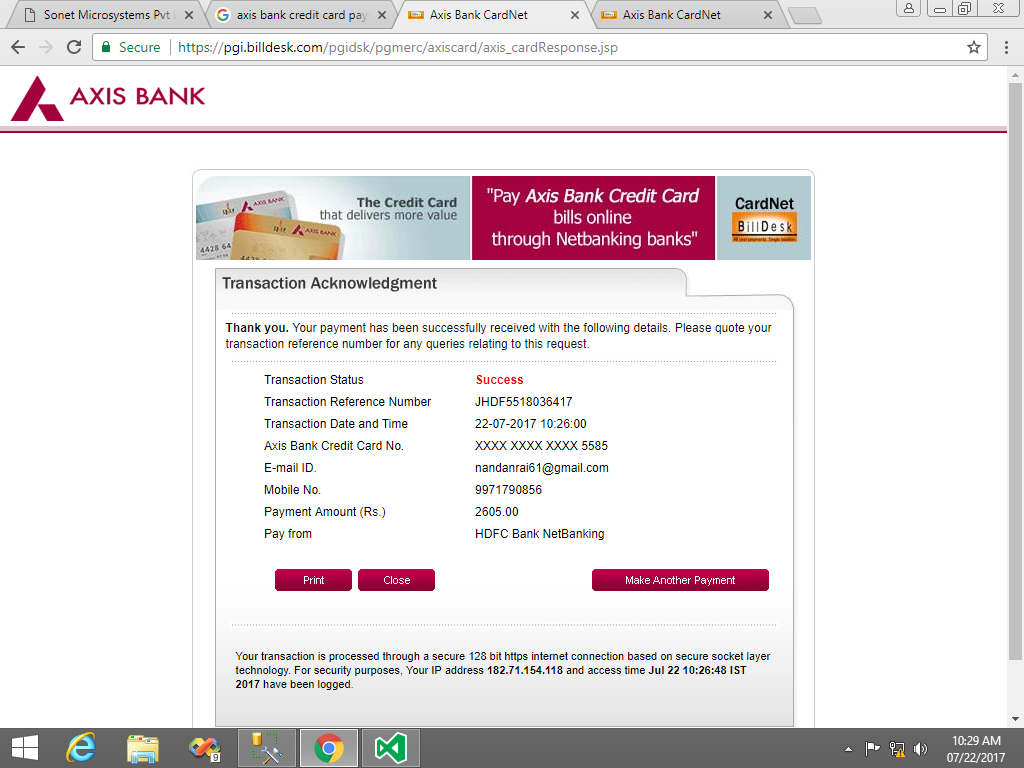 Sonet Microsystems Pvt
axis bank credit card pay
Axis Bank CardNet
Axis Bank CardNet
Secure
https://pgi.billdesk.com/pgidsk/pgmerc/axiscard/axis_cardResponse.jsp
AXIS BANK
The Credit Card
that delivers more value
AXIS BANK
AXIS BANK
4428 64
4428 64
"Pay Axis Bank Credit Card
bills online
through Netbanking banks"
CardNet
BillDesk
Transaction Acknowledgment
Thank you. Your payment has been successfully received with the following details. Please quote your
transaction reference number for any queries relating to this request.
Transaction Status Success
Transaction Reference Number JHDF5518036417
Transaction Date and Time 22-07-2017 10:26:00
Axis Bank Credit Card No. XXXX XXXX XXXX 5585
E-mail ID. nandanrai61@gmail.com
Mobile No. 9971790856
Payment Amount (Rs.) 2605.00
Pay from HDFC Bank NetBanking
Print Close Make Another Payment
Your transaction is processed through a secure 128 bit https internet connection based on secure socket layer
technology. For security purposes, Your IP address 182.71.154.118 and access time Jul 22 10:26:48 IST
2017 have been logged.
9
10:29 AM
07/22/2017